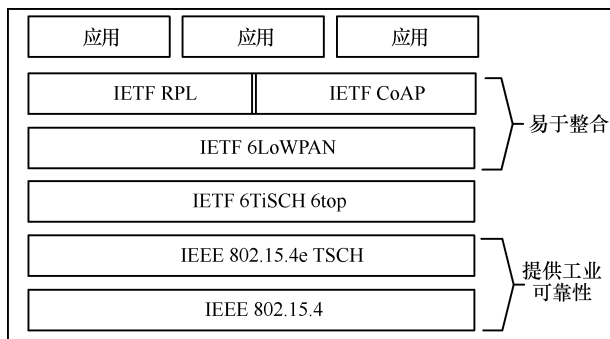 应用
应用
应用
IETF RPL
IETF CoAP
易于整合
IETF 6LoWPAN
IETF 6TiSCH 6top
IEEE 802.15.4e TSCH
提供工业
可靠性
IEEE 802.15.4